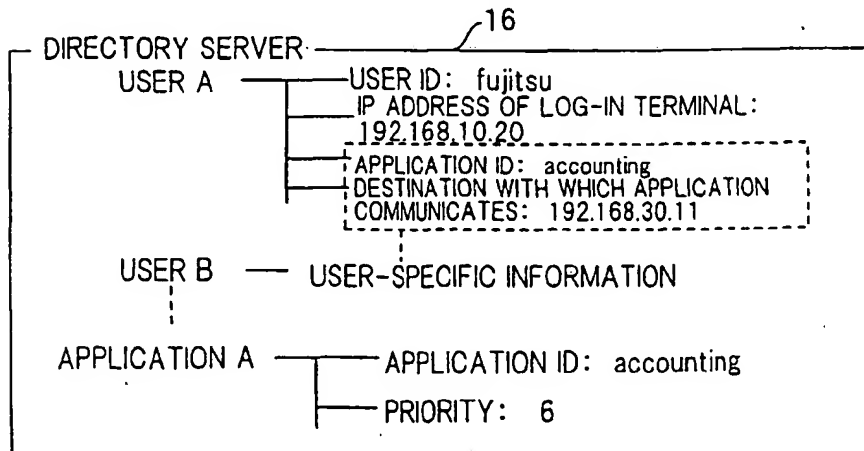 16
DIRECTORY SERVER
USER A
USER ID: fujitsu
IP ADDRESS OF LOG-IN TERMINAL:
192.168.10.20
APPLICATION ID: accounting
DESTINATION WITH WHICH APPLICATION
COMMUNICATES: 192.168.30.11
USER B
USER-SPECIFIC INFORMATION
APPLICATION A
APPLICATION ID: accounting
PRIORITY: 6